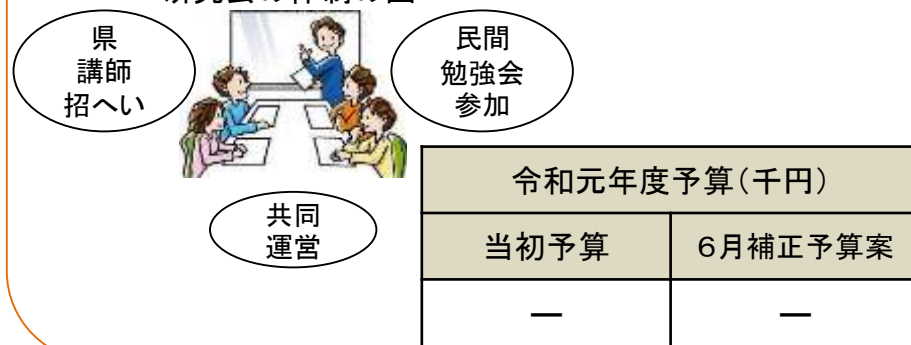 県
講師
招へい
民間
勉強会
参加
共同
運営
令和元年度予算(千円)
当初予算
6月補正予算案
ー
ー